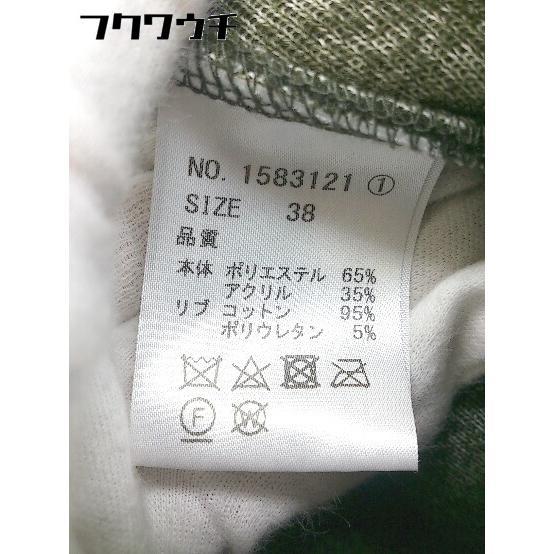 フクワウチ
NO. 1583121 ①
SIZE 38
品質
本体 ポリエステル 65%
アクリル 35%
リブ コットン 95%
ポリウレタン 5%
F W